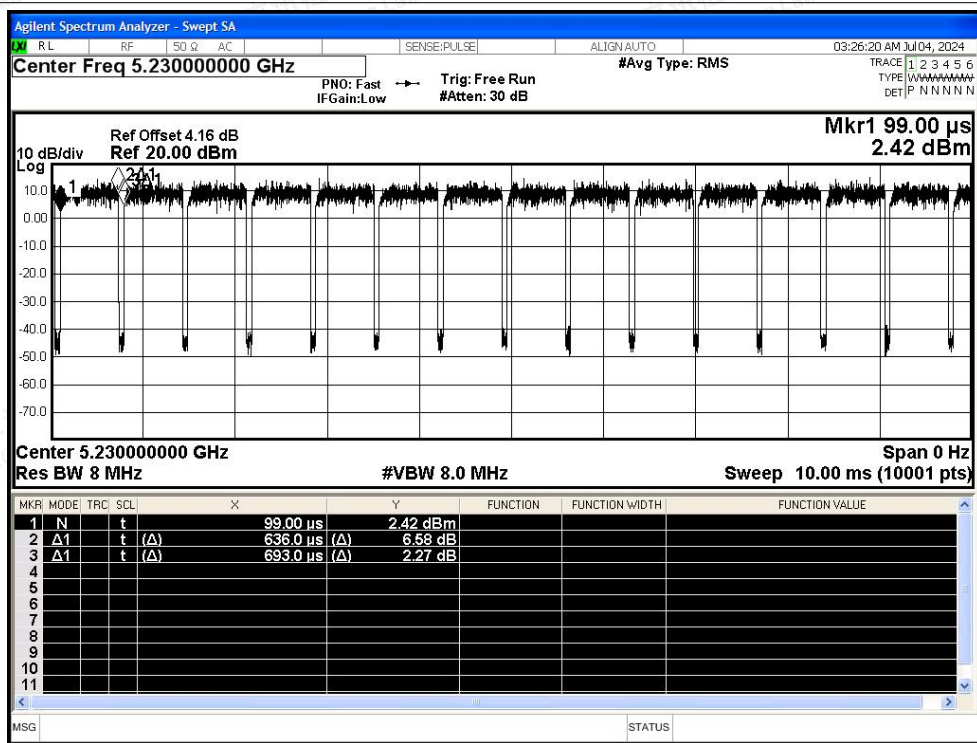 Agilent Spectrum Analyzer - Swept SA
LXI RL RF 50 Ω AC SENSE:PULSE ALIGN AUTO 03:26:20 AM Jul 04, 2024
Center Freq 5.230000000 GHz
PNO: Fast
IFGain:Low
Trig: Free Run
#Atten: 30 dB
#Avg Type: RMS
TRACE 1 2 3 4 5 6
TYPE
DET P N N N N N
Mkr1 99.00 µs
2.42 dBm
Ref Offset 4.16 dB
10 dB/div Ref 20.00 dBm
Log
1 2Δ1
10.0
0.00
-10.0
-20.0
-30.0
-40.0
-50.0
-60.0
-70.0
Center 5.230000000 GHz Span 0 Hz
Res BW 8 MHz #VBW 8.0 MHz Sweep 10.00 ms (10001 pts)
MKR MODE TRC SCL X Y FUNCTION FUNCTION WIDTH FUNCTION VALUE
1 N t 99.00 µs 2.42 dBm
2 Δ1 t (Δ) 636.0 µs (Δ) 6.58 dB
3 Δ1 t (Δ) 693.0 µs (Δ) 2.27 dB
4
5
6
7
8
9
10
11
MSG STATUS